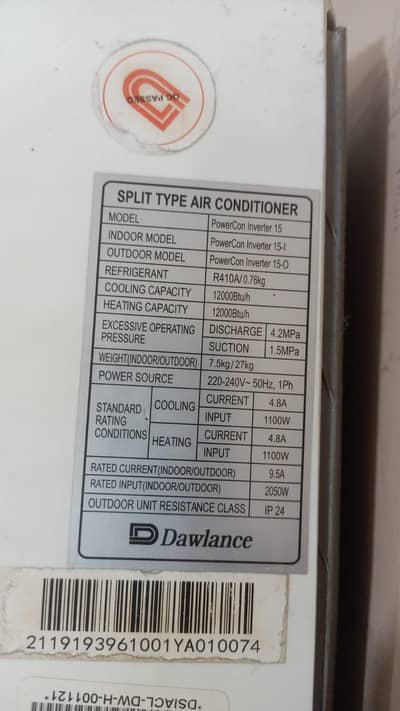 QC PASSED
SPLIT TYPE AIR CONDITIONER
MODEL PowerCon Inverter 15
INDOOR MODEL PowerCon Inverter 15-I
OUTDOOR MODEL PowerCon Inverter 15-O
REFRIGERANT R410A/0.76kg
COOLING CAPACITY 12000Btu/h
HEATING CAPACITY 12000Btu/h
EXCESSIVE OPERATING PRESSURE DISCHARGE 4.2MPa
SUCTION 1.5MPa
WEIGHT(INDOOR/OUTDOOR) 7.5kg/27kg
POWER SOURCE 220-240V~ 50Hz, 1Ph
STANDARD RATING CONDITIONS COOLING CURRENT 4.8A
INPUT 1100W
HEATING CURRENT 4.8A
INPUT 1100W
RATED CURRENT(INDOOR/OUTDOOR) 9.5A
RATED INPUT(INDOOR/OUTDOOR) 2050W
OUTDOOR UNIT RESISTANCE CLASS IP 24
Dawlance
2119193961001YA010074
*DSIACL-DW-H-001121*